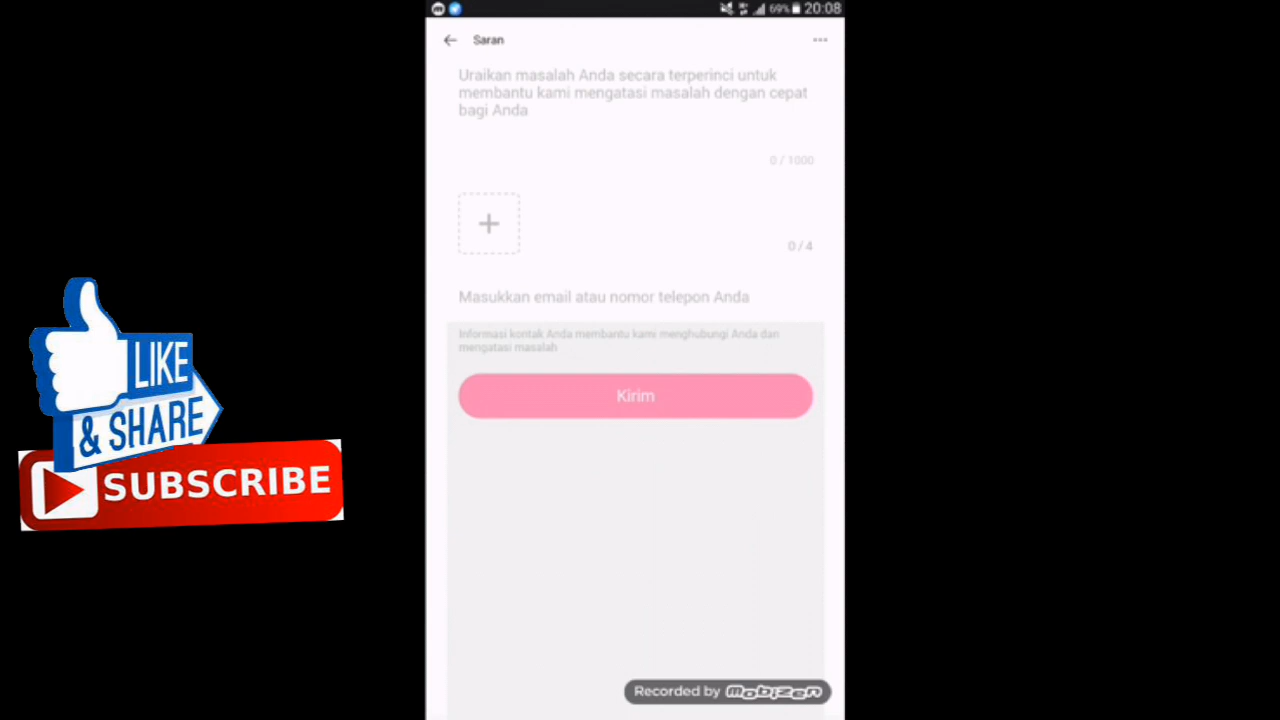 69% 20:08
Saran
Uraikan masalah Anda secara terperinci untuk
membantu kami mengatasi masalah dengan cepat
bagi Anda
0 / 1000
0 / 4
Masukkan email atau nomor telepon Anda
Informasi kontak Anda membantu kami menghubungi Anda dan
mengatasi masalah
Kirim
LIKE
& SHARE
SUBSCRIBE
Recorded by mobizen